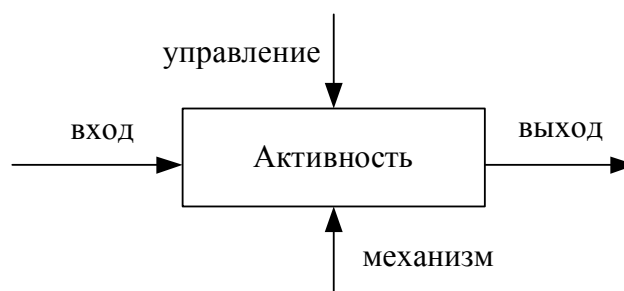 управление
вход
выход
Активность
механизм